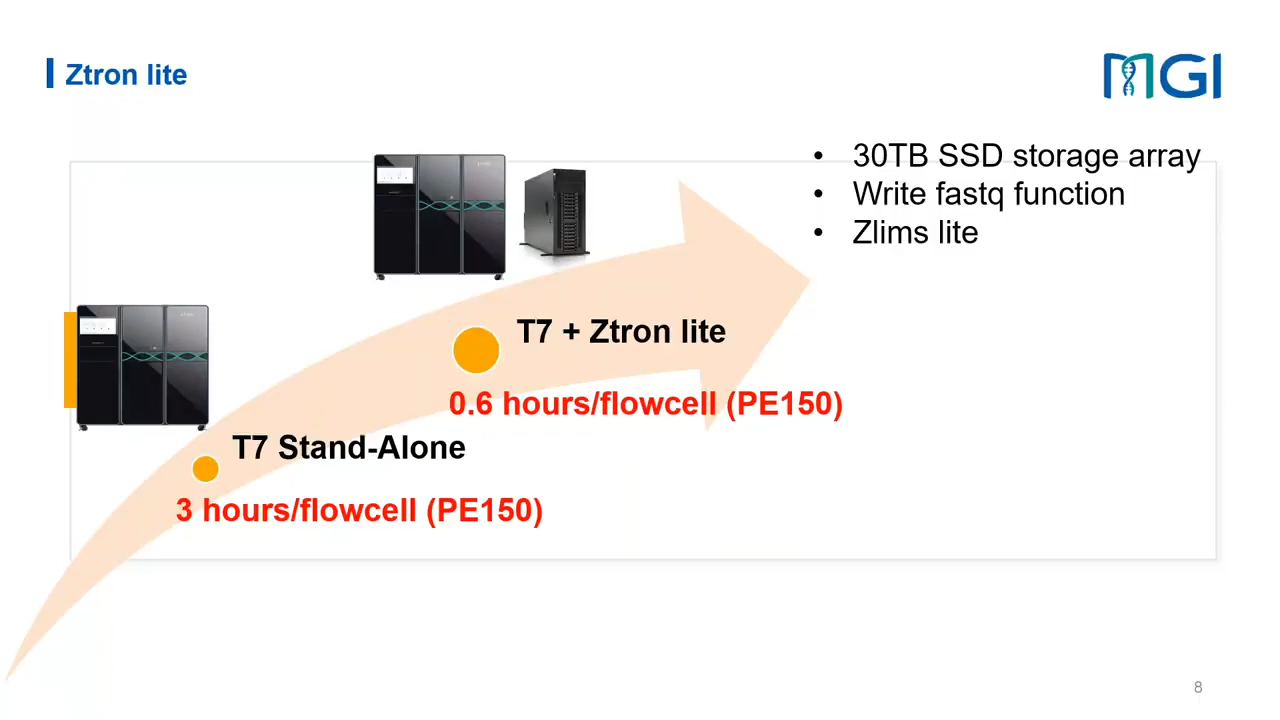 Ztron lite
MGI
30TB SSD storage array
Write fastq function
Zlims lite
T7 + Ztron lite
0.6 hours/flowcell (PE150)
T7 Stand-Alone
3 hours/flowcell (PE150)
8